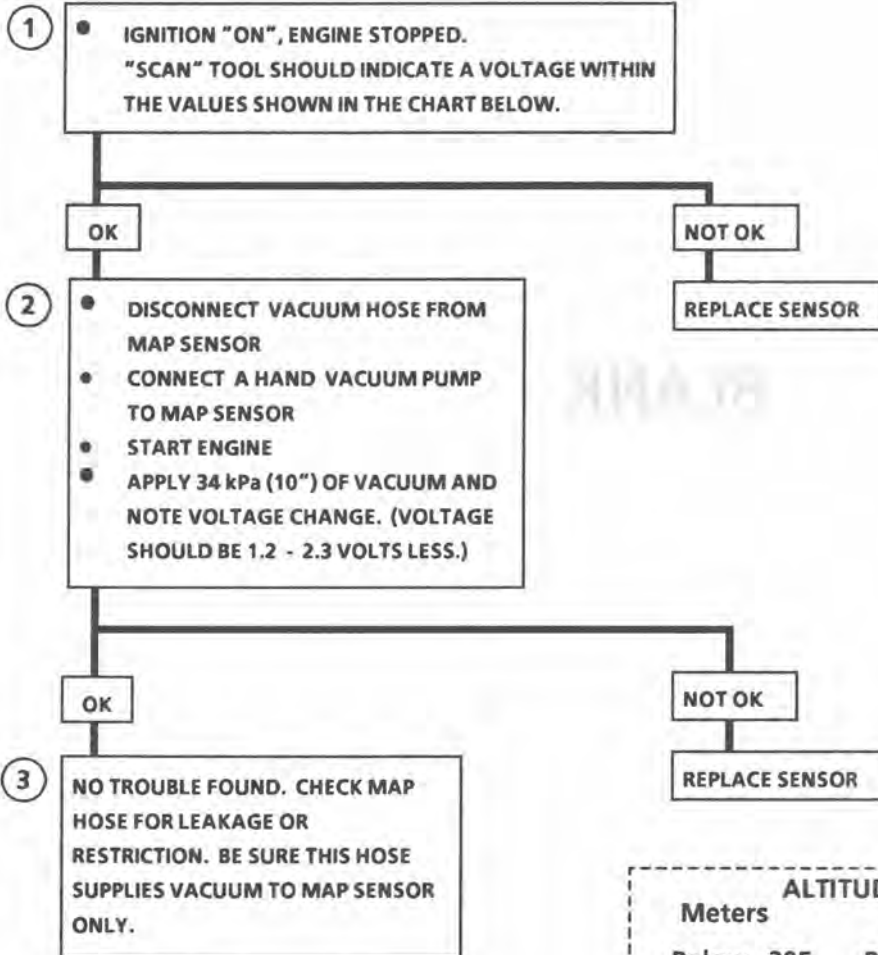 1
• IGNITION "ON", ENGINE STOPPED.
"SCAN" TOOL SHOULD INDICATE A VOLTAGE WITHIN
THE VALUES SHOWN IN THE CHART BELOW.
OK
NOT OK
REPLACE SENSOR
2
• DISCONNECT VACUUM HOSE FROM
MAP SENSOR
• CONNECT A HAND VACUUM PUMP
TO MAP SENSOR
• START ENGINE
• APPLY 34 kPa (10") OF VACUUM AND
NOTE VOLTAGE CHANGE. (VOLTAGE
SHOULD BE 1.2 - 2.3 VOLTS LESS.)
BLANK
OK
NOT OK
REPLACE SENSOR
3
NO TROUBLE FOUND. CHECK MAP
HOSE FOR LEAKAGE OR
RESTRICTION. BE SURE THIS HOSE
SUPPLIES VACUUM TO MAP SENSOR
ONLY.
ALTITUD
Meters